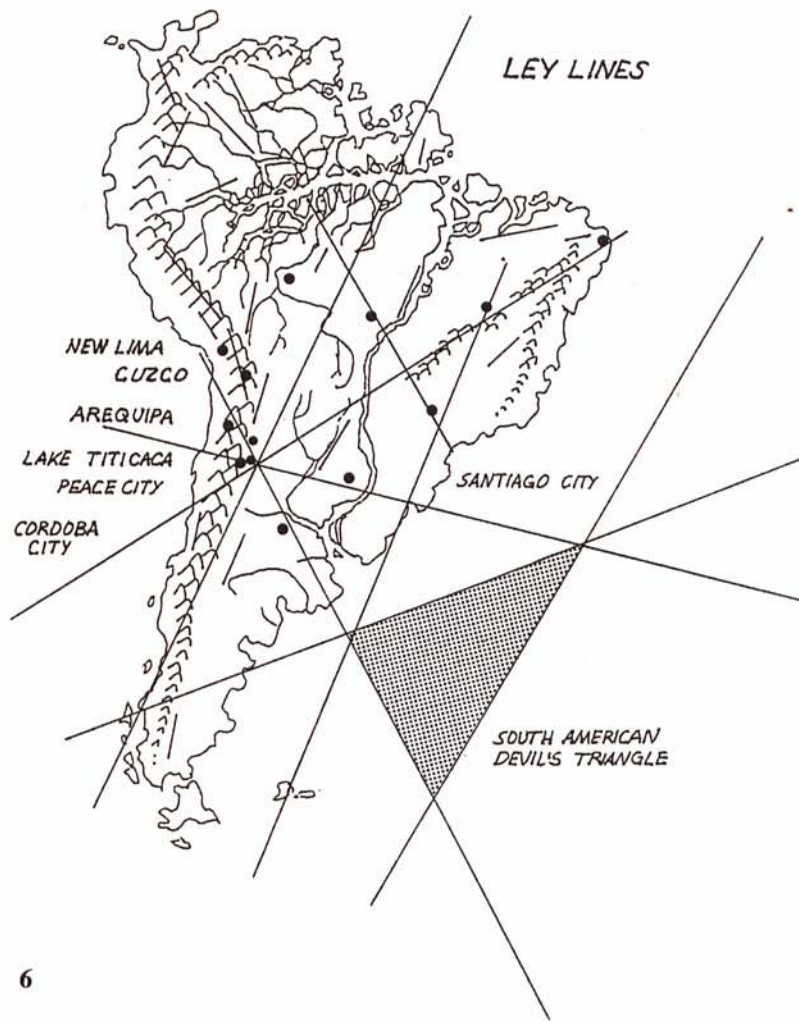 LEY LINES
NEW LIMA
CUZCO
AREQUIPA
LAKE TITICACA
PEACE CITY
CORDOBA
CITY
SANTIAGO CITY
SOUTH AMERICAN
DEVIL'S TRIANGLE
6